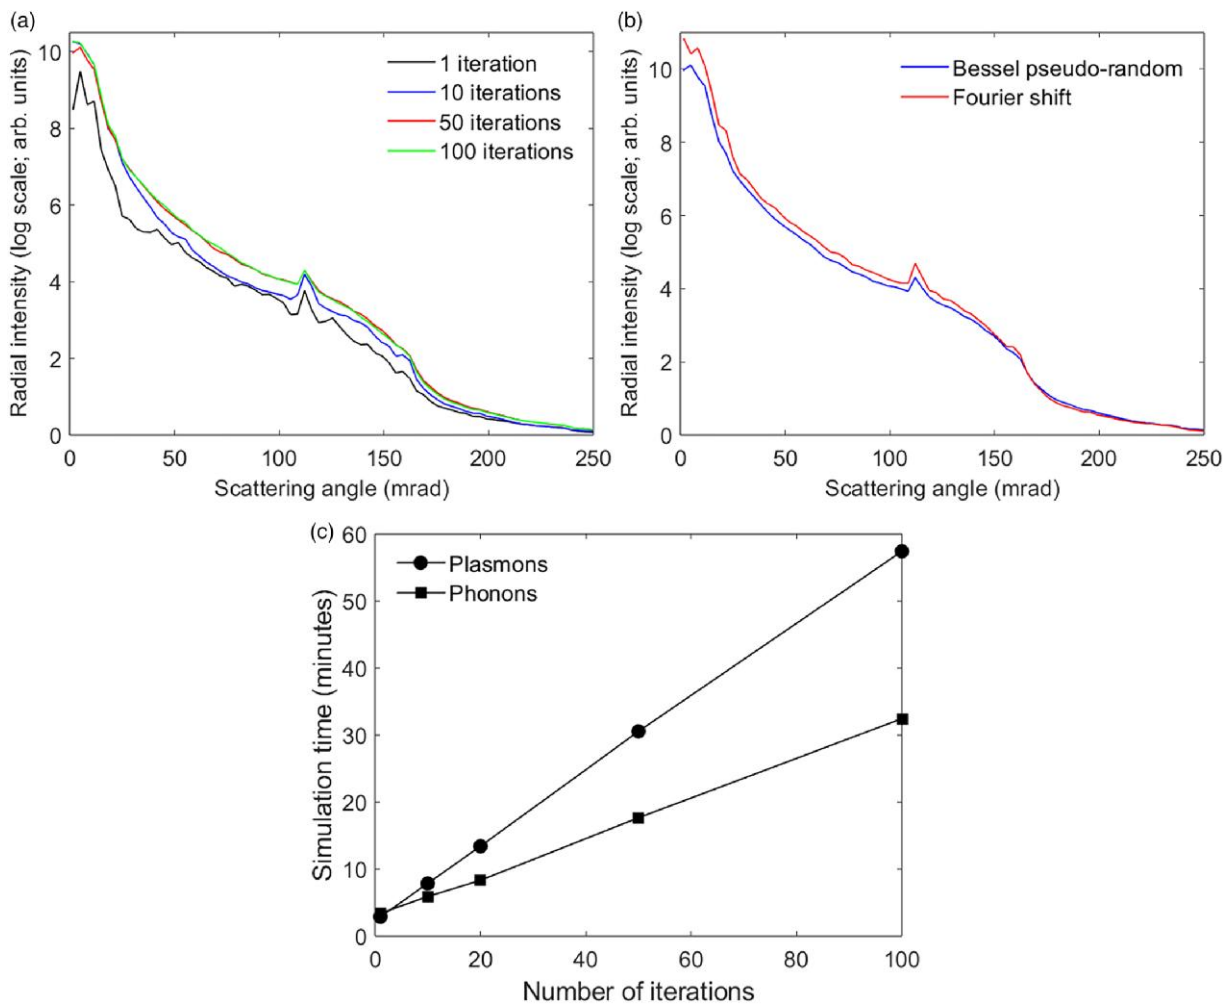 (a)
Radial intensity (log scale; arb. units)
10
8
6
4
2
0
1 iteration
10 iterations
50 iterations
100 iterations
0 50 100 150 200 250
Scattering angle (mrad)
(b)
Radial intensity (log scale; arb. units)
10
8
6
4
2
0
Bessel pseudo-random
Fourier shift
0 50 100 150 200 250
Scattering angle (mrad)
(c)
Simulation time (minutes)
60
50
40
30
20
10
0
Plasmons
Phonons
0 20 40 60 80 100
Number of iterations